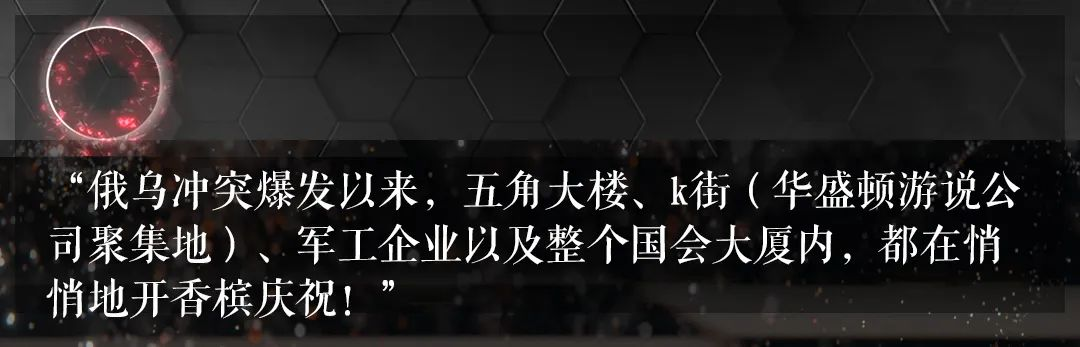 “俄乌冲突爆发以来，五角大楼、k街（华盛顿游说公
司聚集地）、军工企业以及整个国会大厦内，都在悄
悄地开香槟庆祝！”